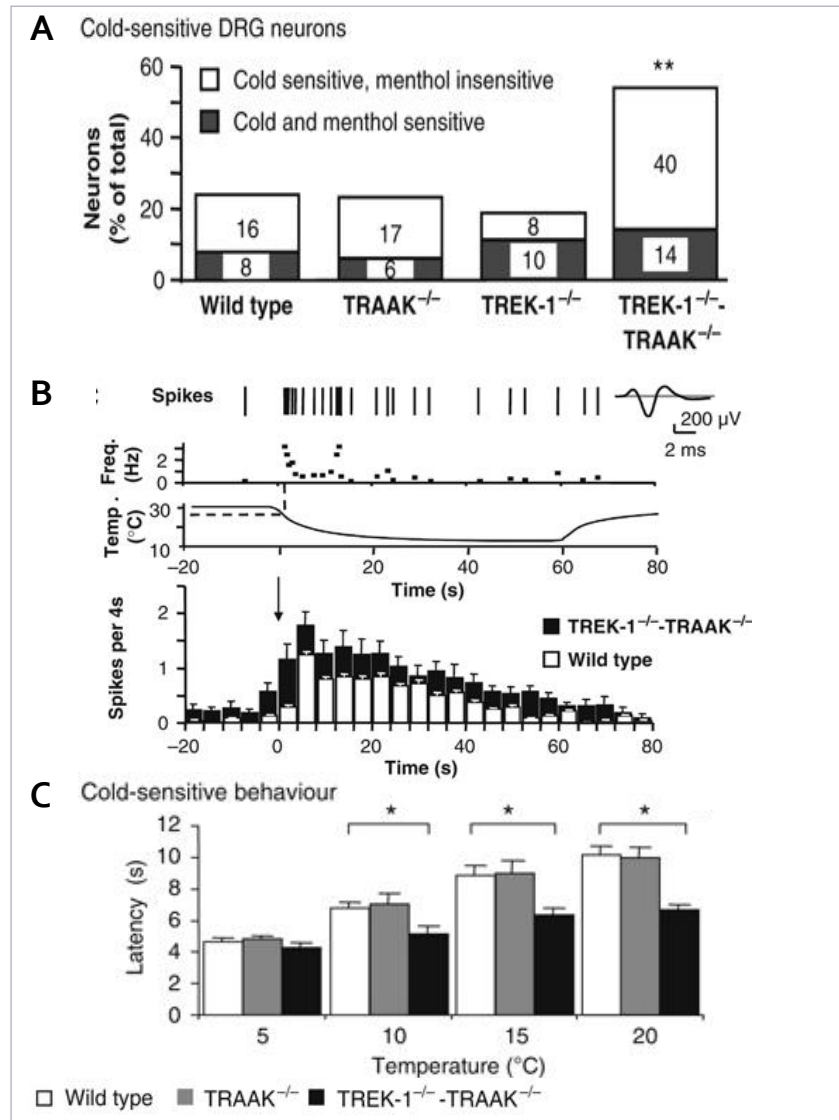 A Cold-sensitive DRG neurons
Neurons
(% of total)
60
40
20
0
Cold sensitive, menthol insensitive
Cold and menthol sensitive
**
16
8
17
6
8
10
40
14
Wild type
TRAAK−/−
TREK-1−/−
TREK-1−/−-
TRAAK−/−
B
Spikes
200 µV
2 ms
Freq.
(Hz)
2
0
Temp.
(°C)
30
10
−20 0 20 40 60 80
Time (s)
Spikes per 4s
2
1
0
TREK-1−/−-TRAAK−/−
Wild type
−20 0 20 40 60 80
Time (s)
C Cold-sensitive behaviour
Latency (s)
12
10
8
6
4
2
0
* * *
5 10 15 20
Temperature (°C)
Wild type TRAAK−/− TREK-1−/−-TRAAK−/−